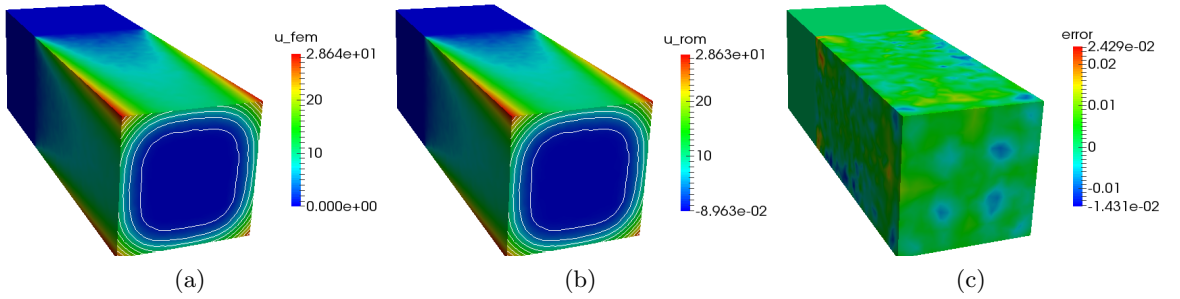 u_fem
2.864e+01
20
10
0.000e+00
(a)
u_rom
2.863e+01
20
10
-8.963e-02
(b)
error
2.429e-02
0.02
0.01
0
-0.01
-1.431e-02
(c)